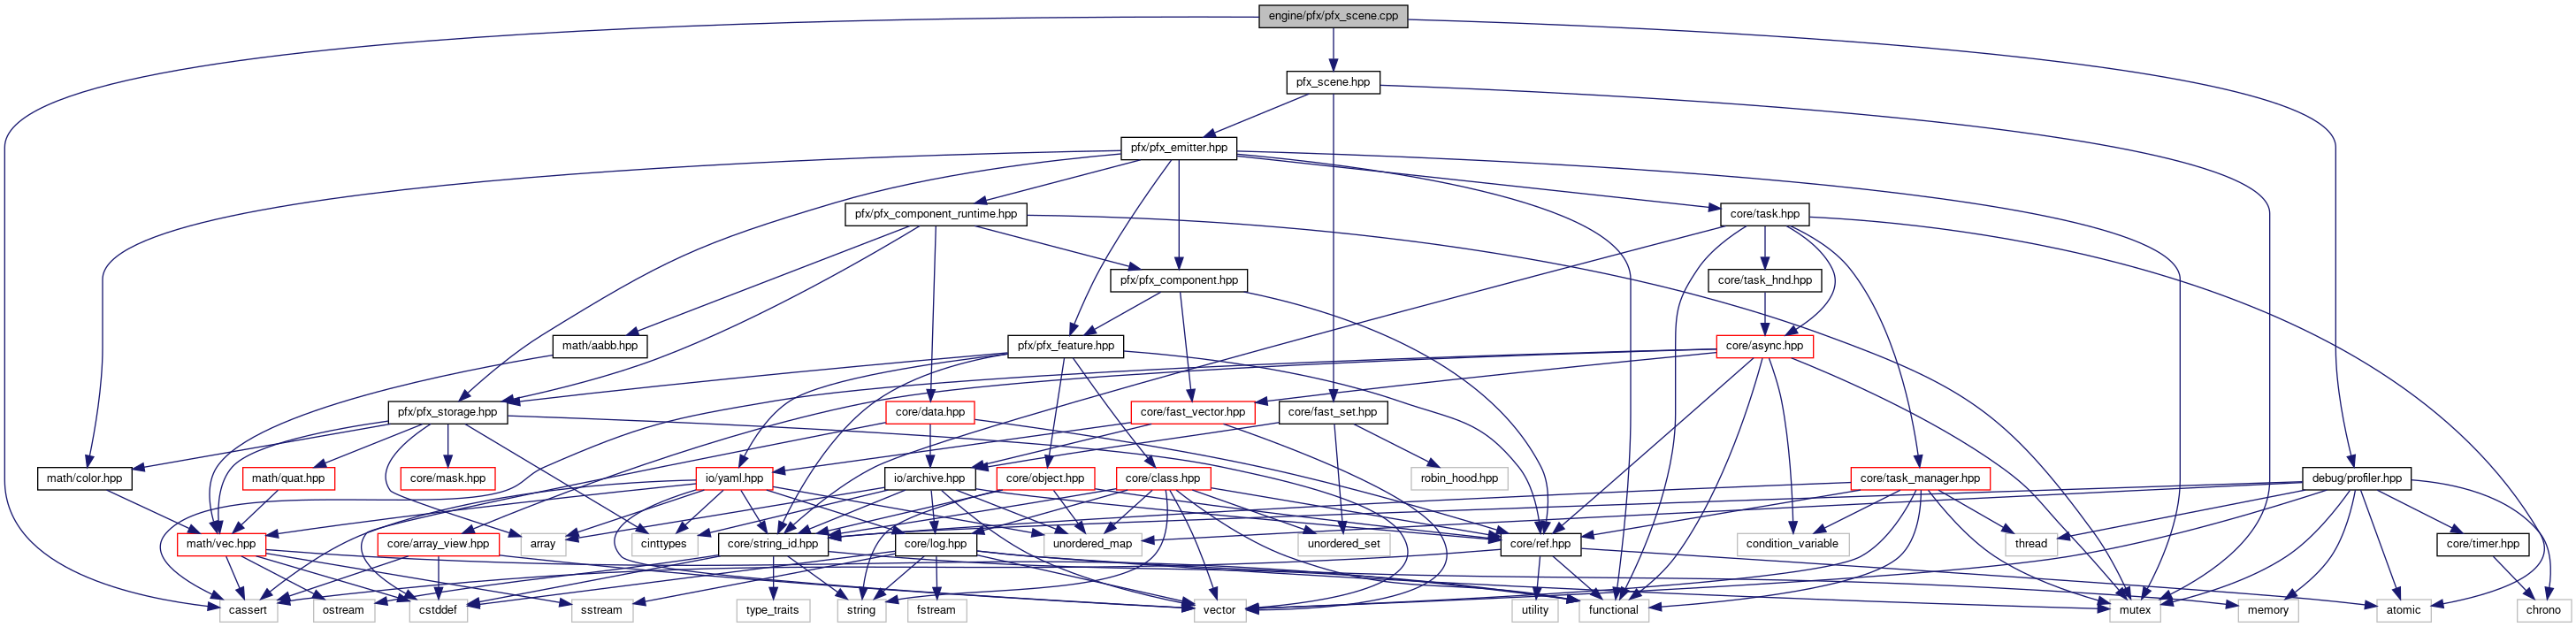 engine/pfx/pfx_scene.cpp
pfx_scene.hpp
pfx/pfx_emitter.hpp
pfx/pfx_component_runtime.hpp
core/task.hpp
pfx/pfx_component.hpp
core/task_hnd.hpp
math/aabb.hpp
pfx/pfx_feature.hpp
core/async.hpp
pfx/pfx_storage.hpp
core/data.hpp
core/fast_vector.hpp
core/fast_set.hpp
math/color.hpp
math/quat.hpp
core/mask.hpp
io/yaml.hpp
io/archive.hpp
core/object.hpp
core/class.hpp
robin_hood.hpp
core/task_manager.hpp
debug/profiler.hpp
math/vec.hpp
core/array_view.hpp
array
cinttypes
core/string_id.hpp
core/log.hpp
unordered_map
unordered_set
core/ref.hpp
condition_variable
thread
core/timer.hpp
cassert
ostream
cstddef
sstream
type_traits
string
fstream
vector
utility
functional
mutex
memory
atomic
chrono